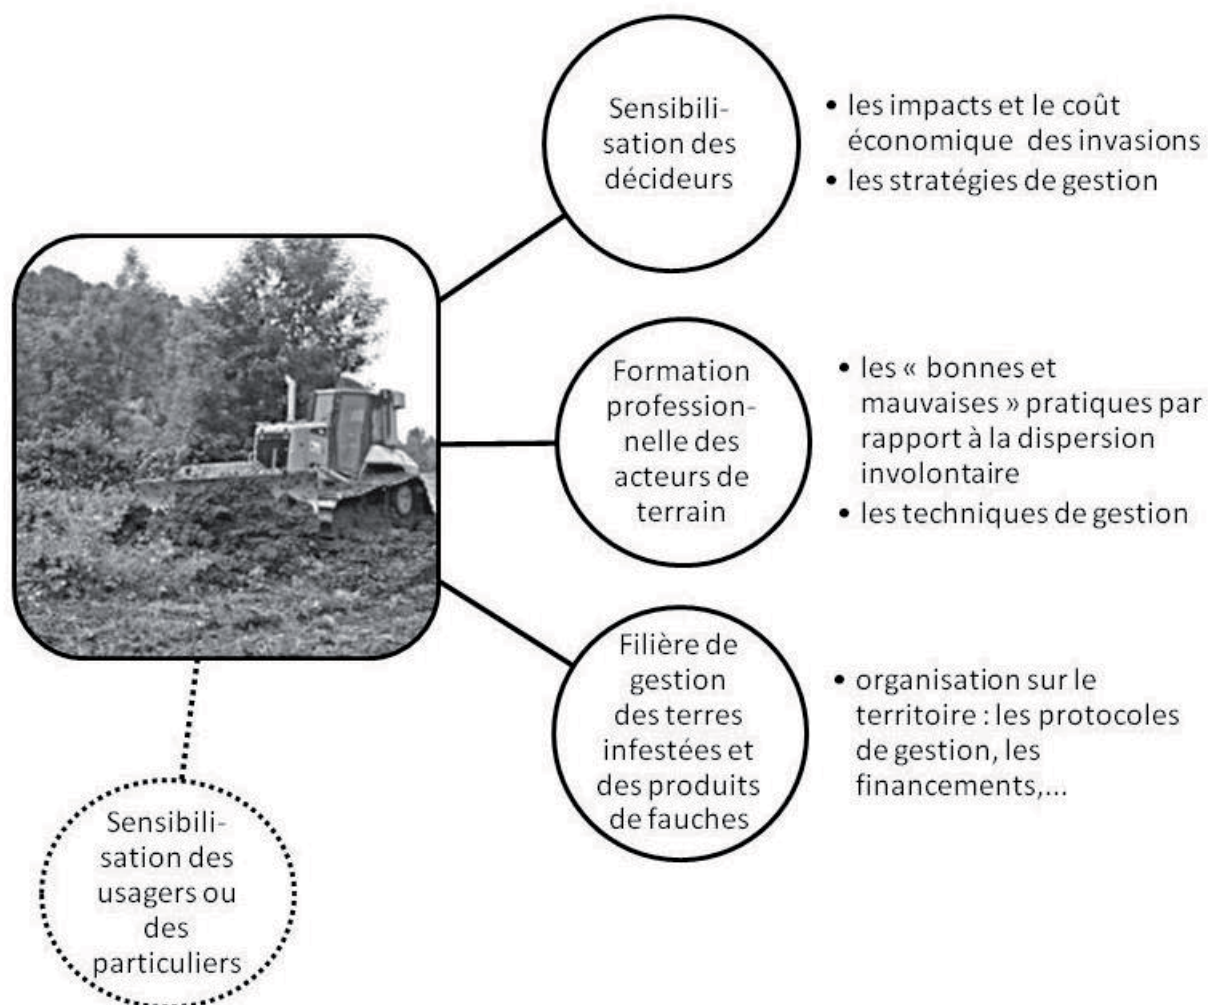 Sensibili-
sation des
décideurs
• les impacts et le coût
économique des invasions
• les stratégies de gestion
Formation
profession-
nelle des
acteurs de
terrain
• les « bonnes et
mauvaises » pratiques par
rapport à la dispersion
involontaire
• les techniques de gestion
Filière de
gestion
des terres
infestées et
des produits
de fauches
• organisation sur le
territoire : les protocoles
de gestion, les
financements,...
Sensibili-
sation des
usagers ou
des
particuliers